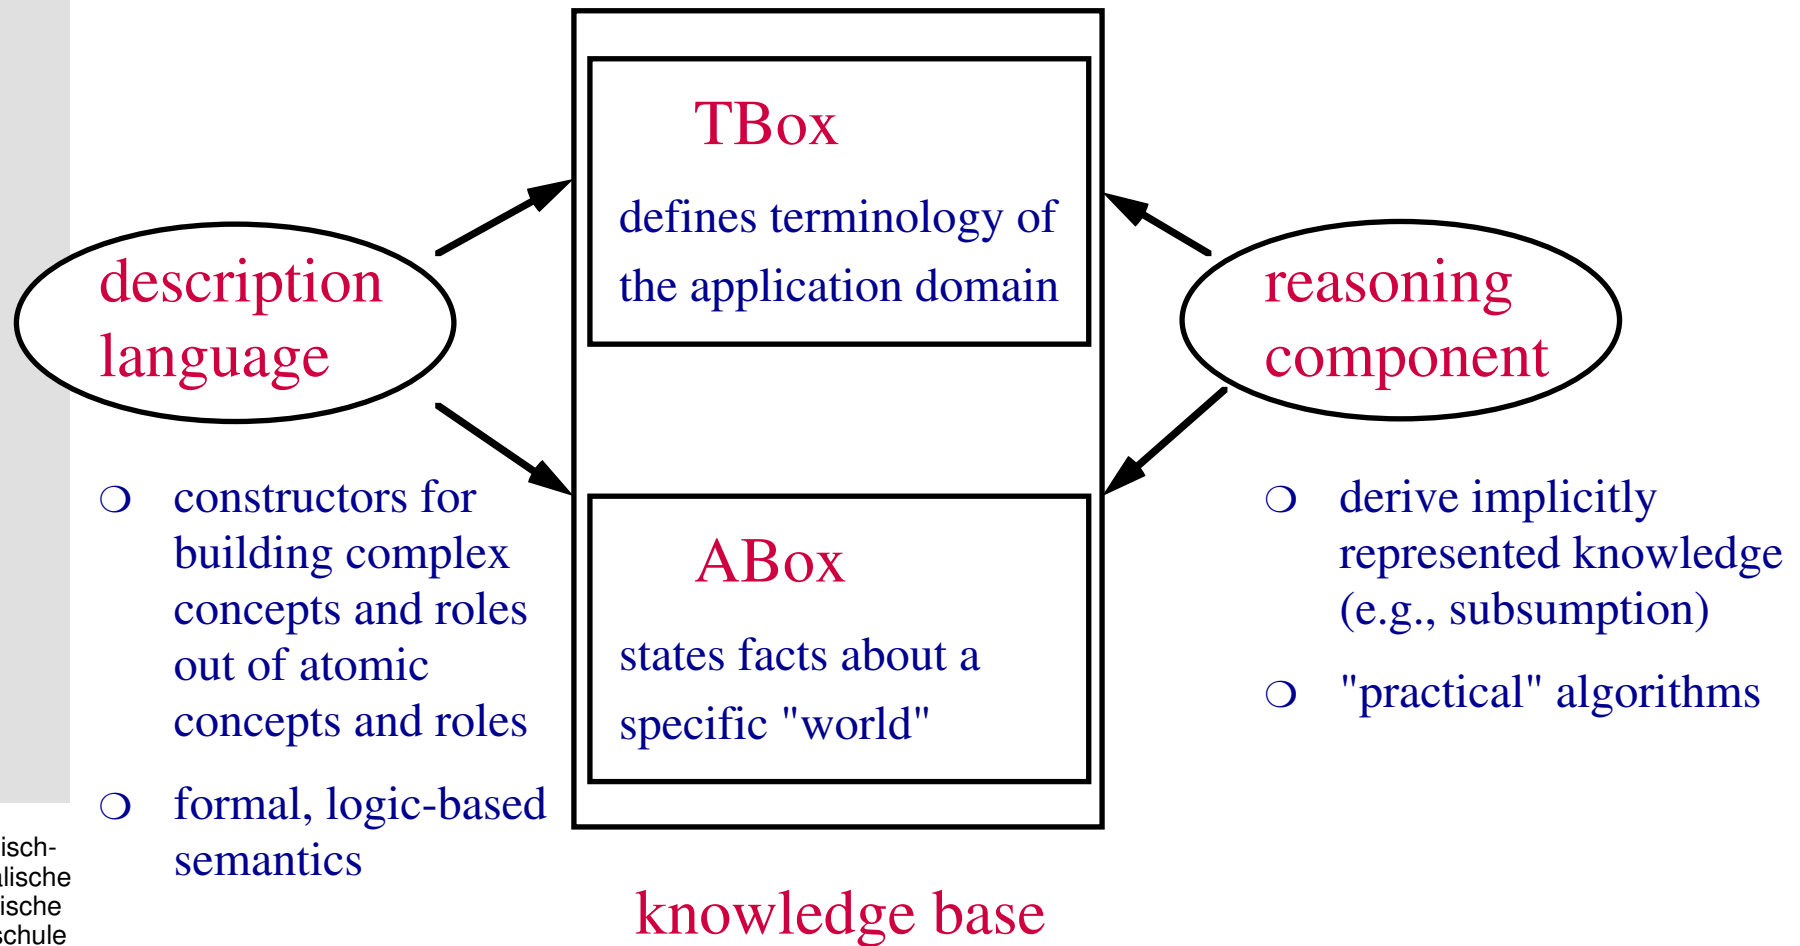 TBox
defines terminology of
the application domain
description
language
reasoning
component
❍ constructors for
building complex
concepts and roles
out of atomic
concepts and roles
❍ formal, logic-based
semantics
ABox
states facts about a
specific "world"
❍ derive implicitly
represented knowledge
(e.g., subsumption)
❍ "practical" algorithms
knowledge base
isch-
alische
ische
schule